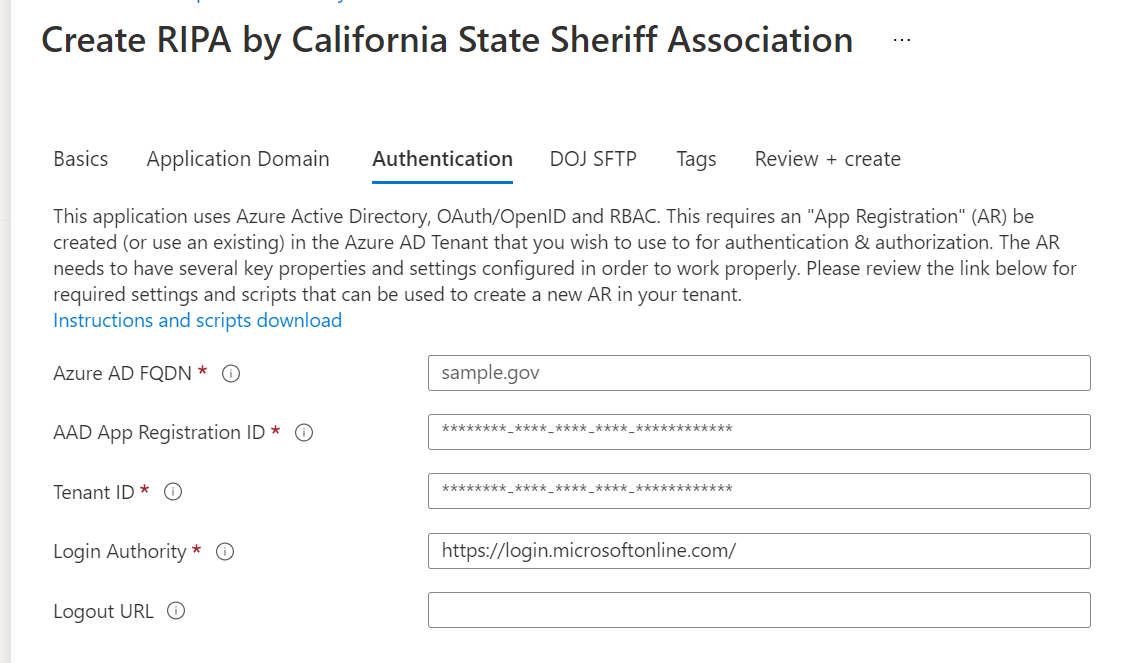 Create RIPA by California State Sheriff Association ...
Basics Application Domain Authentication DOJ SFTP Tags Review + create
This application uses Azure Active Directory, OAuth/OpenID and RBAC. This requires an "App Registration" (AR) be
created (or use an existing) in the Azure AD Tenant that you wish to use to for authentication & authorization. The AR
needs to have several key properties and settings configured in order to work properly. Please review the link below for
required settings and scripts that can be used to create a new AR in your tenant.
Instructions and scripts download
Azure AD FQDN * sample.gov
AAD App Registration ID * ********-****-****-****-************
Tenant ID * ********-****-****-****-************
Login Authority * https://login.microsoftonline.com/
Logout URL